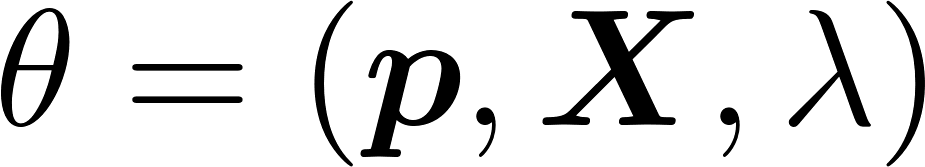 θ = (𝒑, 𝑿, λ)